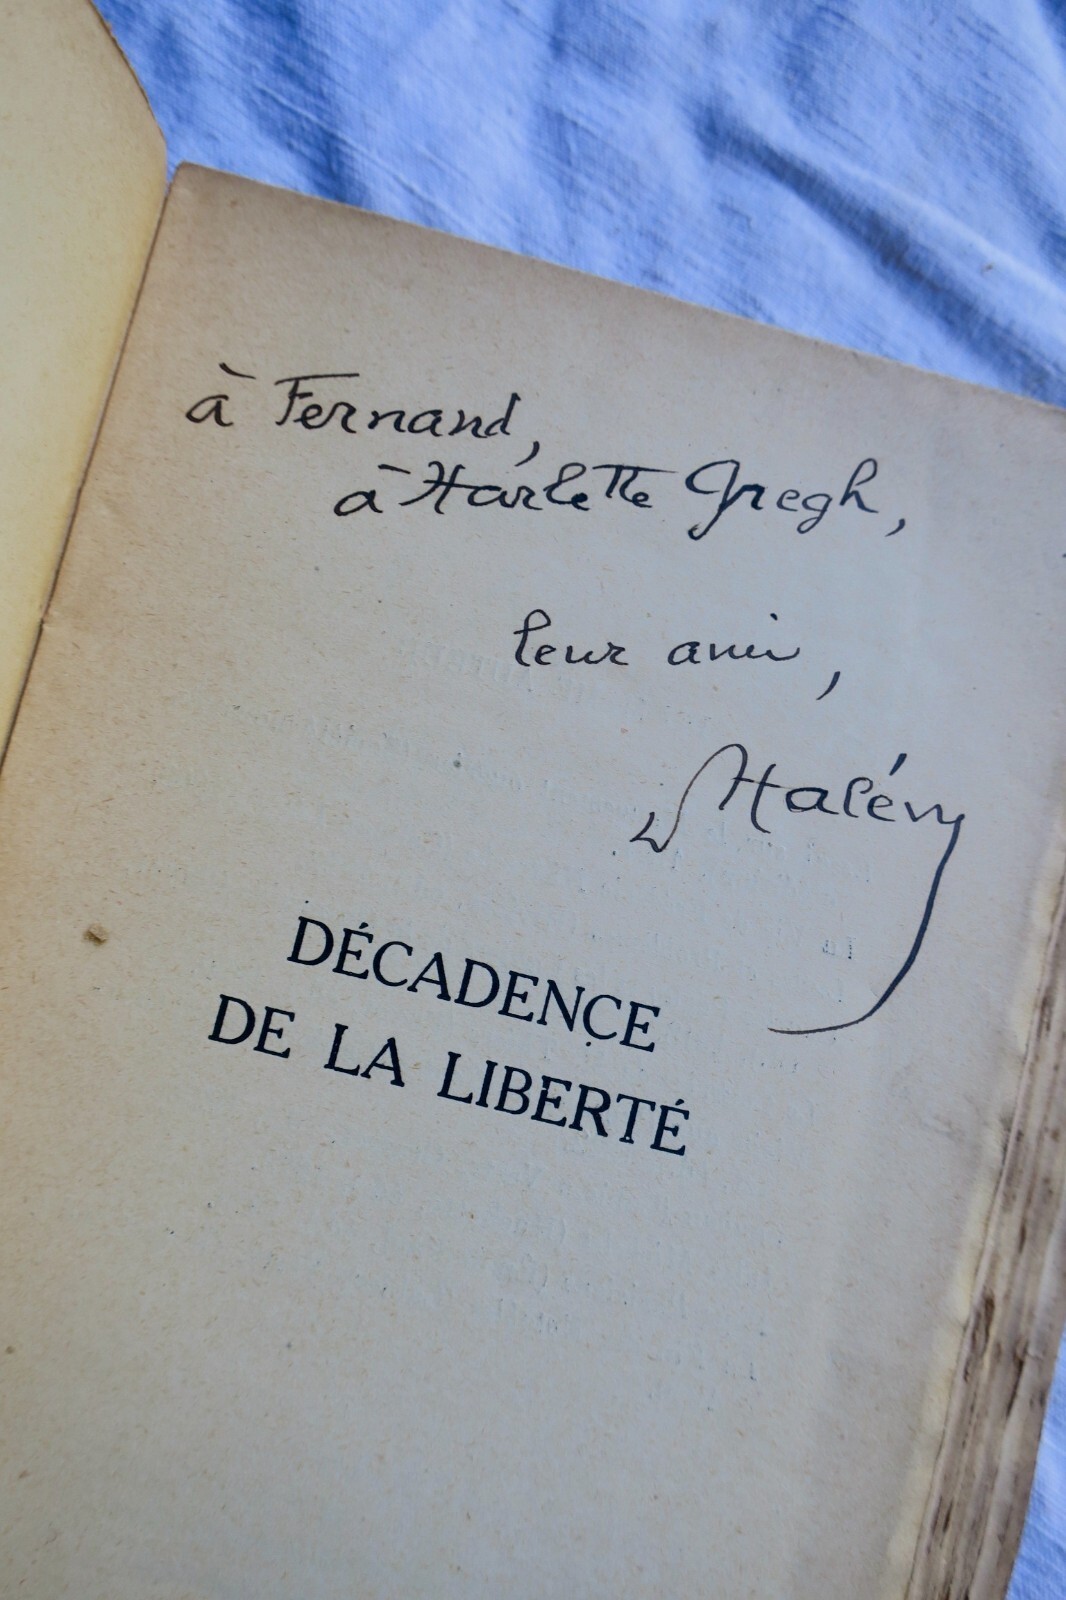 à Fernand,
à Harlette Gregh,
leur ami,
Halévy
DÉCADENCE
DE LA LIBERTÉ